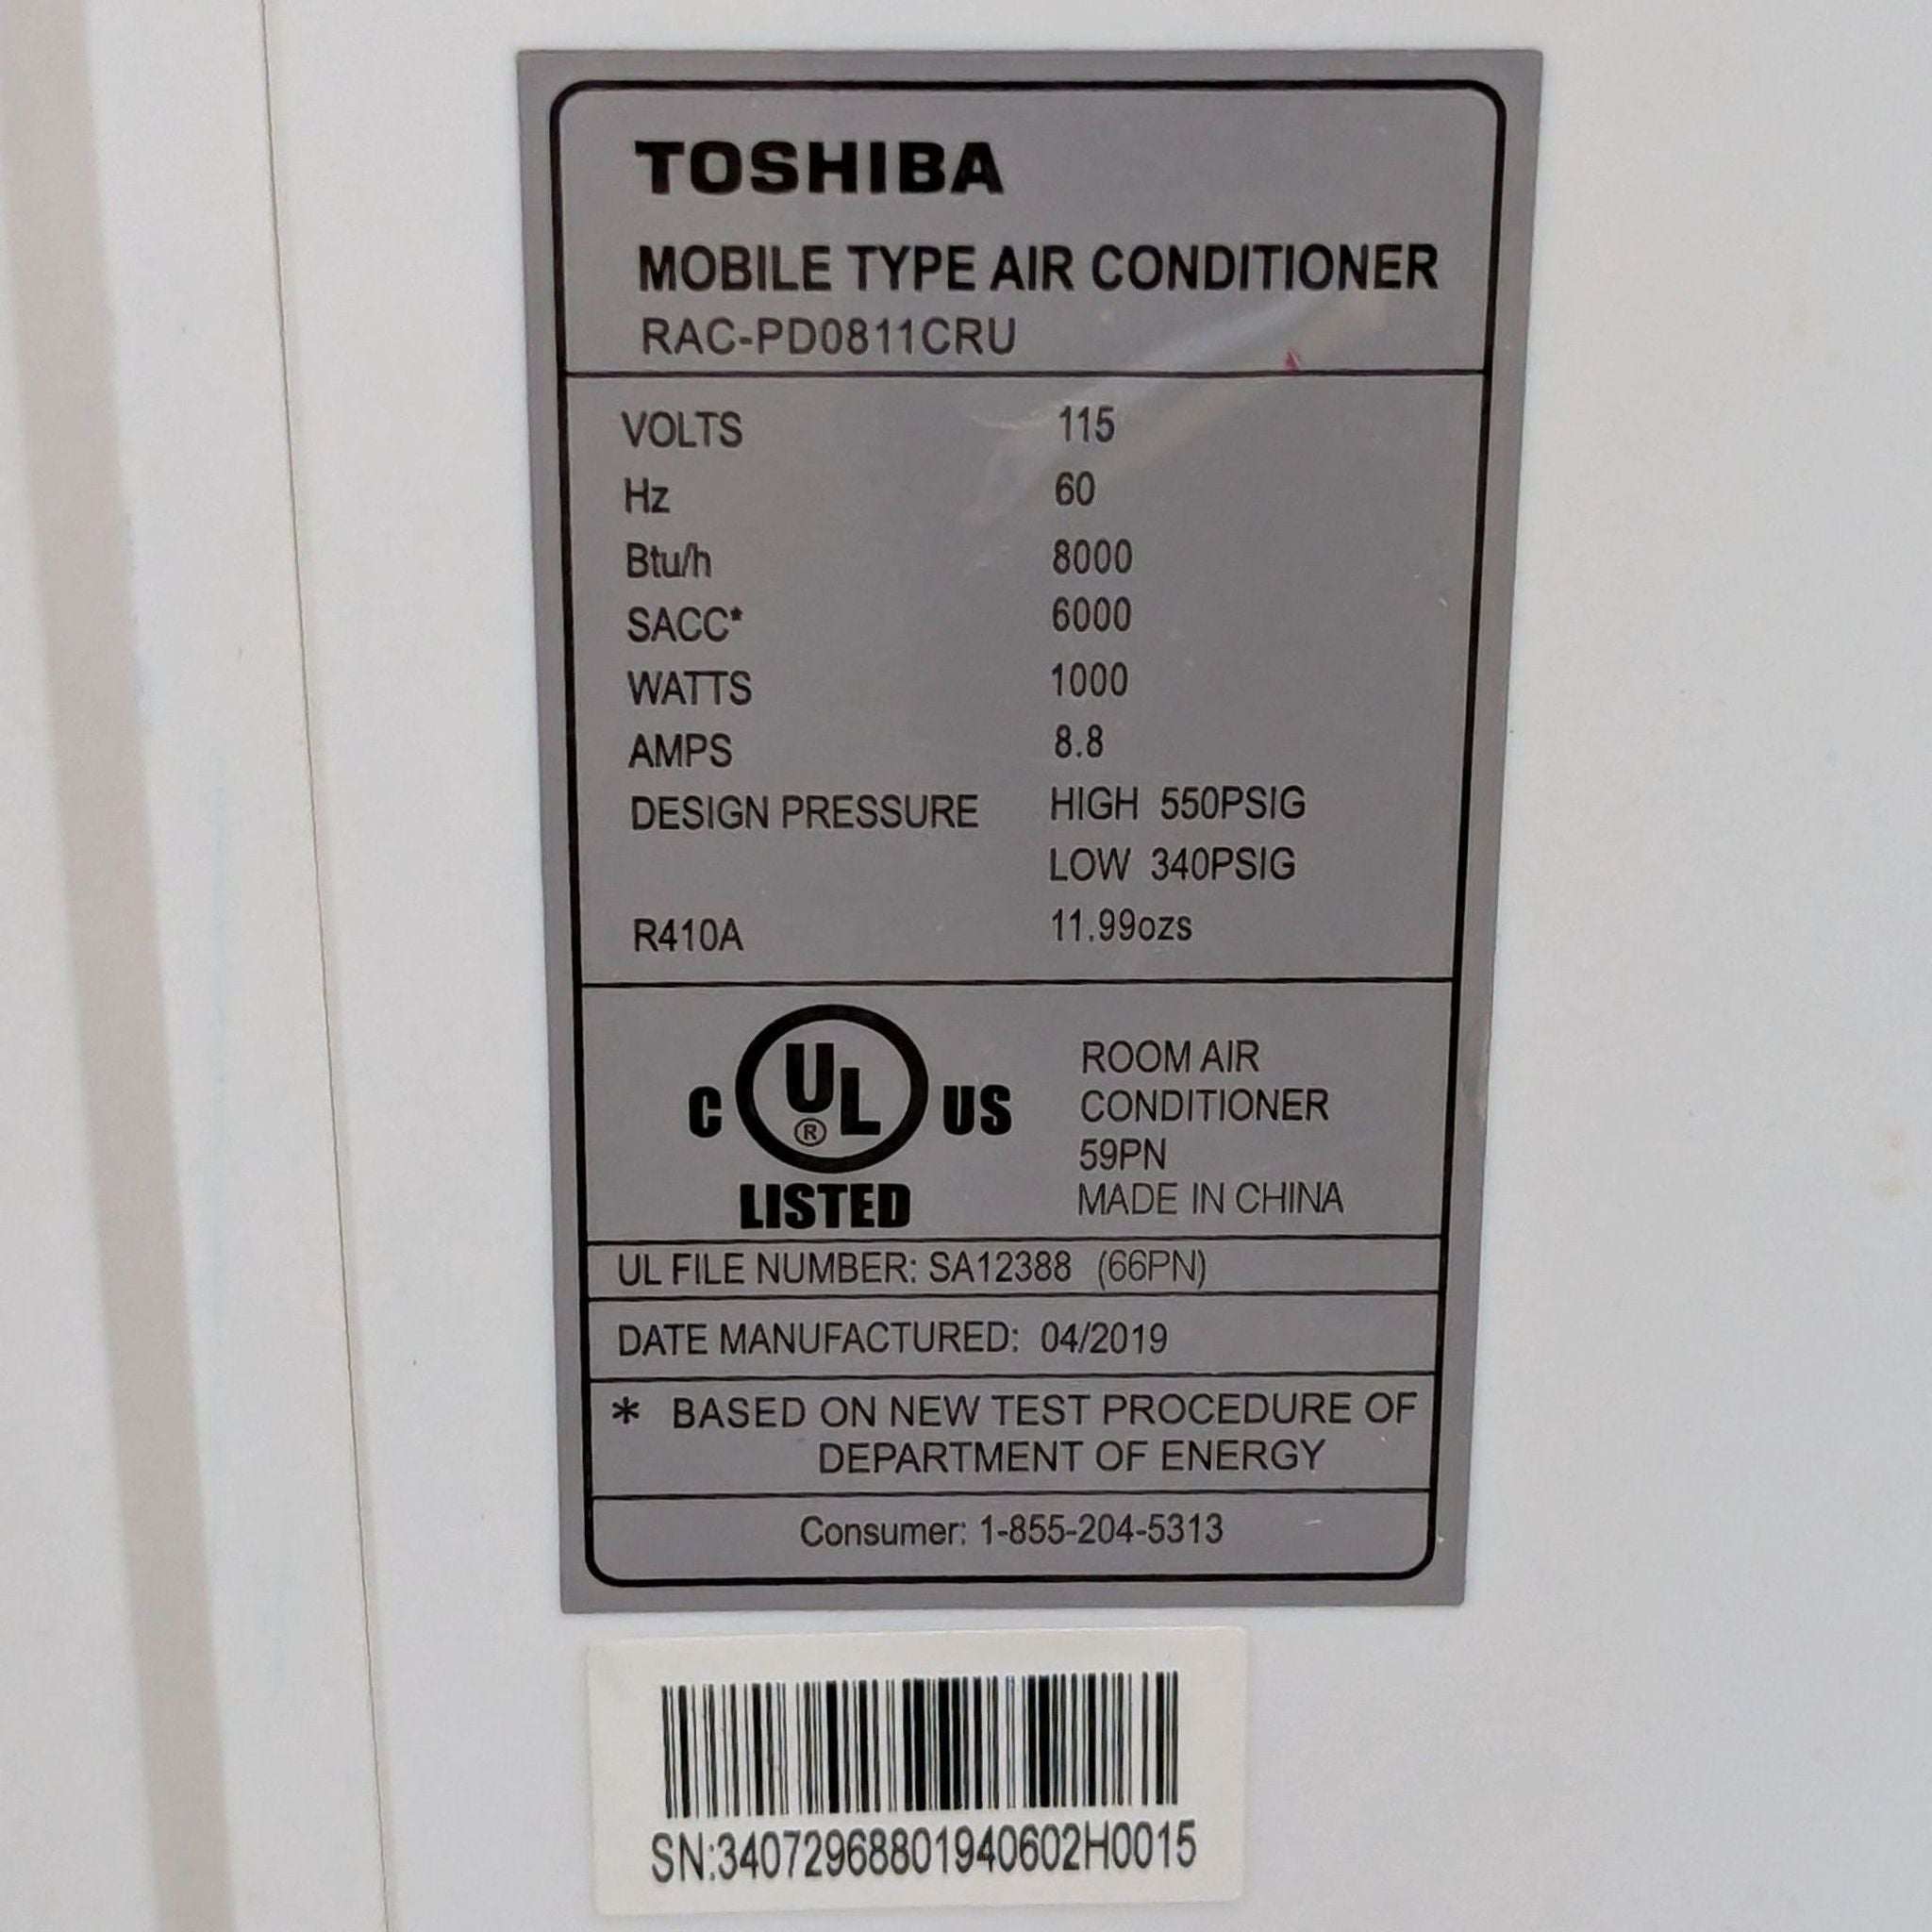 TOSHIBA
MOBILE TYPE AIR CONDITIONER
RAC-PD0811CRU
VOLTS 115
Hz 60
Btu/h 8000
SACC* 6000
WATTS 1000
AMPS 8.8
DESIGN PRESSURE HIGH 550PSIG
LOW 340PSIG
R410A 11.99ozs
C UL ® US
LISTED
ROOM AIR
CONDITIONER
59PN
MADE IN CHINA
UL FILE NUMBER: SA12388 (66PN)
DATE MANUFACTURED: 04/2019
* BASED ON NEW TEST PROCEDURE OF
DEPARTMENT OF ENERGY
Consumer: 1-855-204-5313
SN:34072968801940602H0015